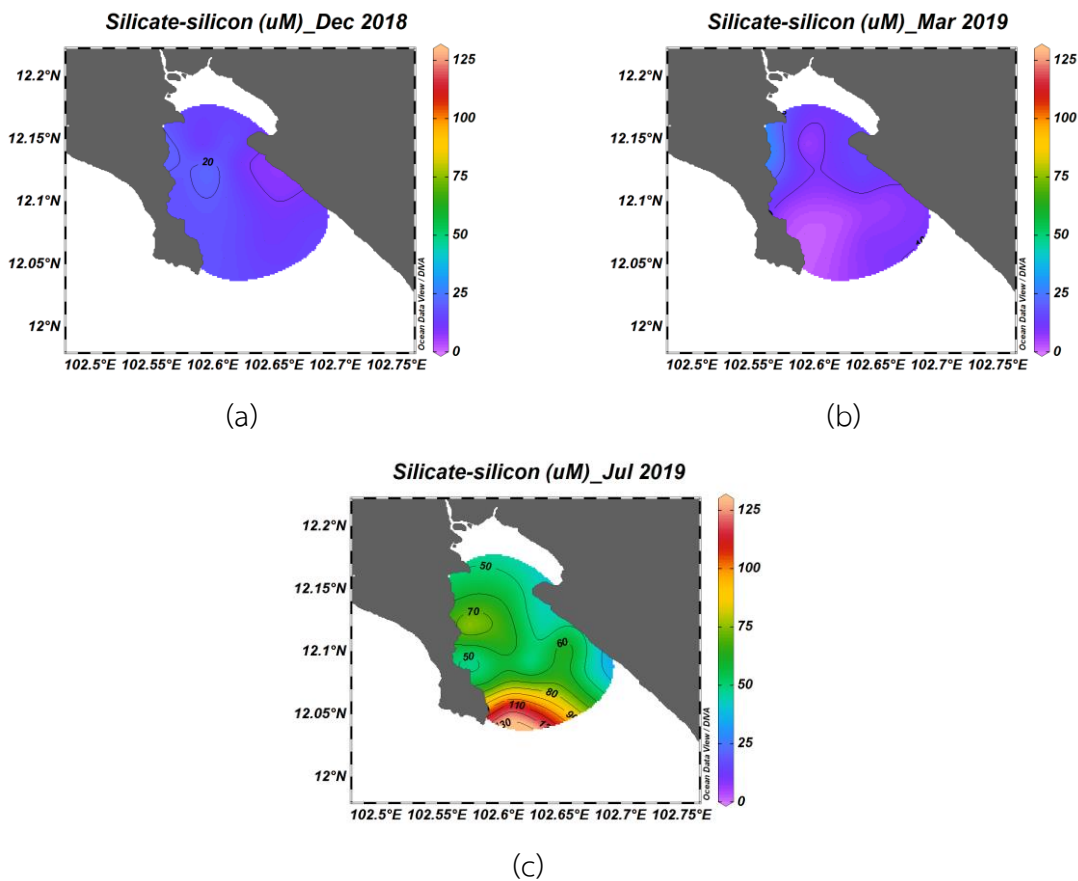 Silicate-silicon (uM)_Dec 2018
12.2°N
12.15°N
12.1°N
12.05°N
12°N
20
125
100
75
50
25
0
Ocean Data View / DIVA
102.5°E 102.55°E 102.6°E 102.65°E 102.7°E 102.75°E
(a)
Silicate-silicon (uM)_Mar 2019
12.2°N
12.15°N
12.1°N
12.05°N
12°N
125
100
75
50
25
0
Ocean Data View / DIVA
102.5°E 102.55°E 102.6°E 102.65°E 102.7°E 102.75°E
(b)
Silicate-silicon (uM)_Jul 2019
12.2°N
12.15°N
12.1°N
12.05°N
12°N
50
70
50
60
80
110
125
100
75
50
25
0
Ocean Data View / DIVA
102.5°E 102.55°E 102.6°E 102.65°E 102.7°E 102.75°E
(c)